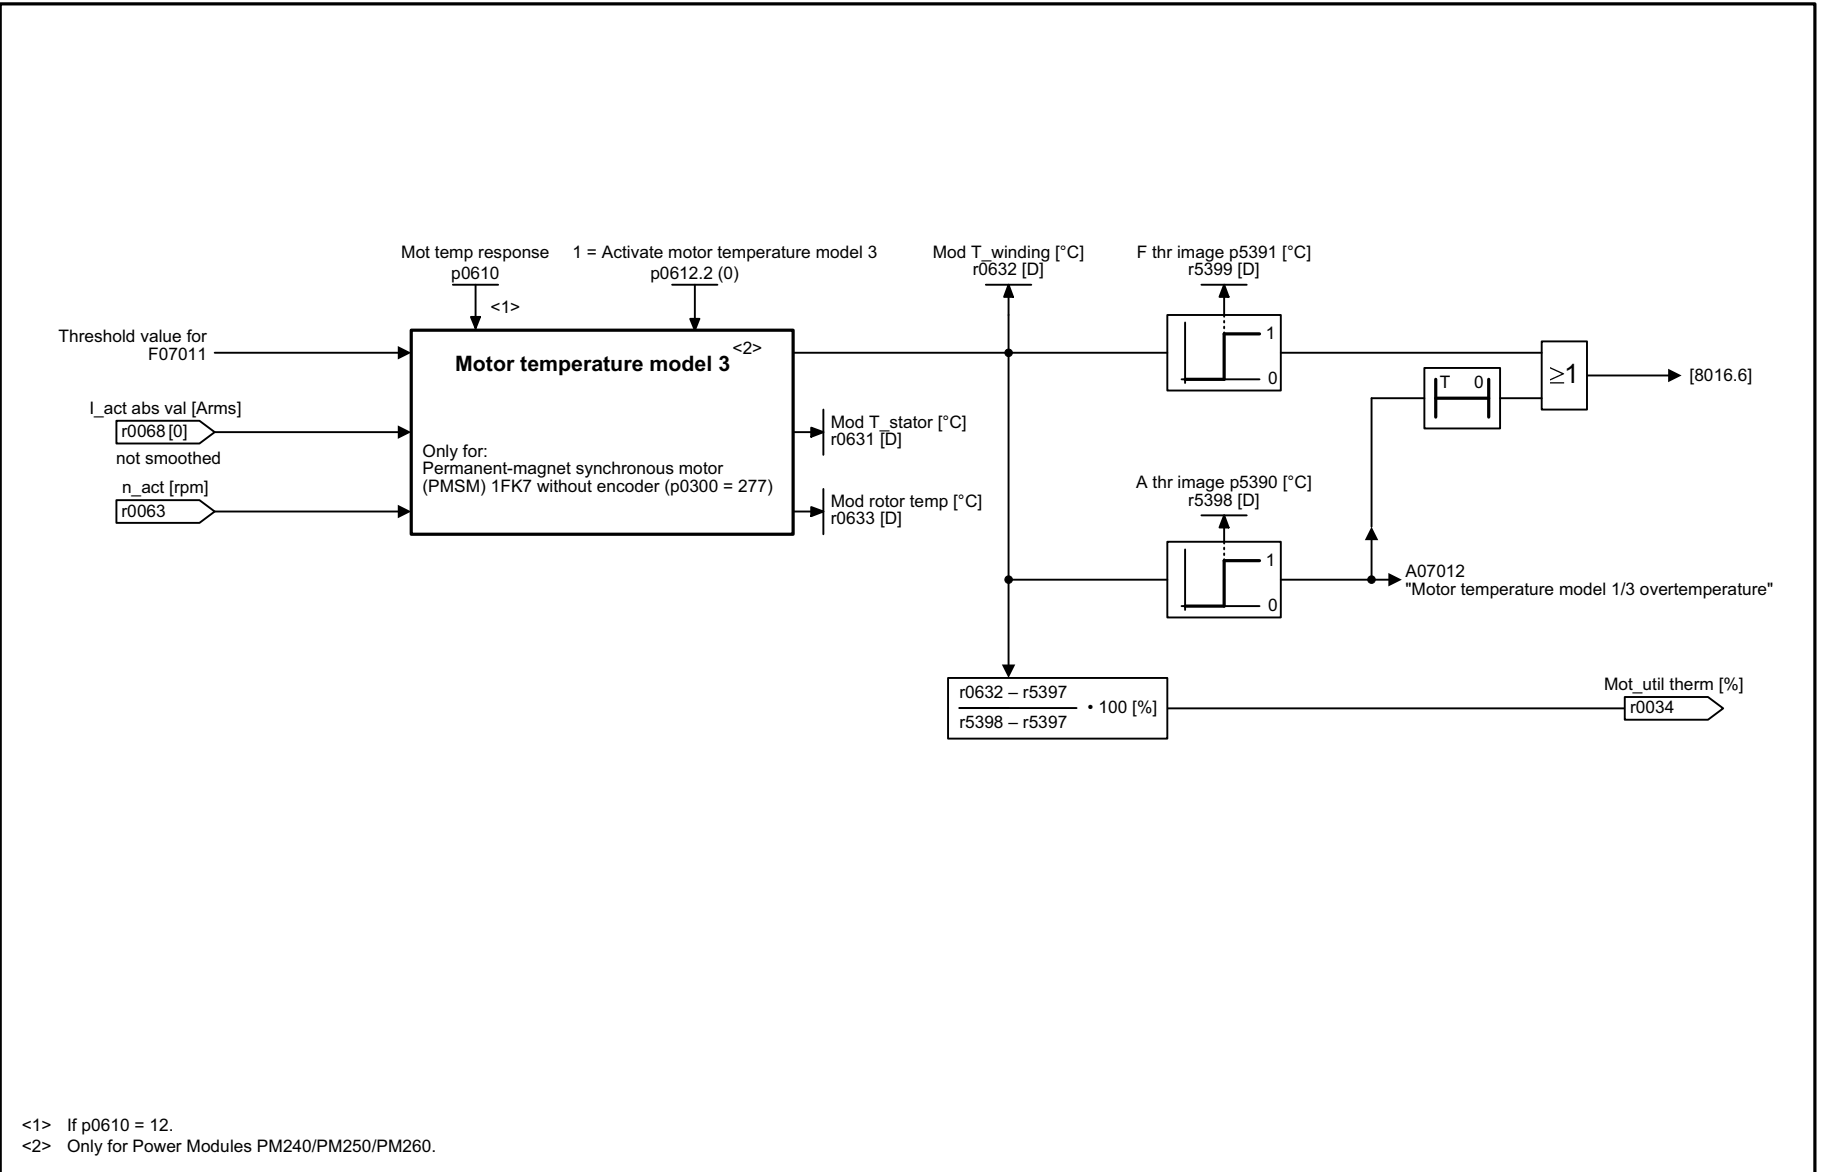 Mot temp response
p0610
<1>
1 = Activate motor temperature model 3
p0612.2 (0)
Mod T_winding [°C]
r0632 [D]
F thr image p5391 [°C]
r5399 [D]
Threshold value for
F07011
Motor temperature model 3 <2>
1
0
T 0
≥1
[8016.6]
I_act abs val [Arms]
r0068 [0]
not smoothed
Mod T_stator [°C]
r0631 [D]
Only for:
Permanent-magnet synchronous motor
(PMSM) 1FK7 without encoder (p0300 = 277)
n_act [rpm]
r0063
Mod rotor temp [°C]
r0633 [D]
A thr image p5390 [°C]
r5398 [D]
1
0
A07012
"Motor temperature model 1/3 overtemperature"
r0632 – r5397
r5398 – r5397
• 100 [%]
Mot_util therm [%]
r0034
<1> If p0610 = 12.
<2> Only for Power Modules PM240/PM250/PM260.